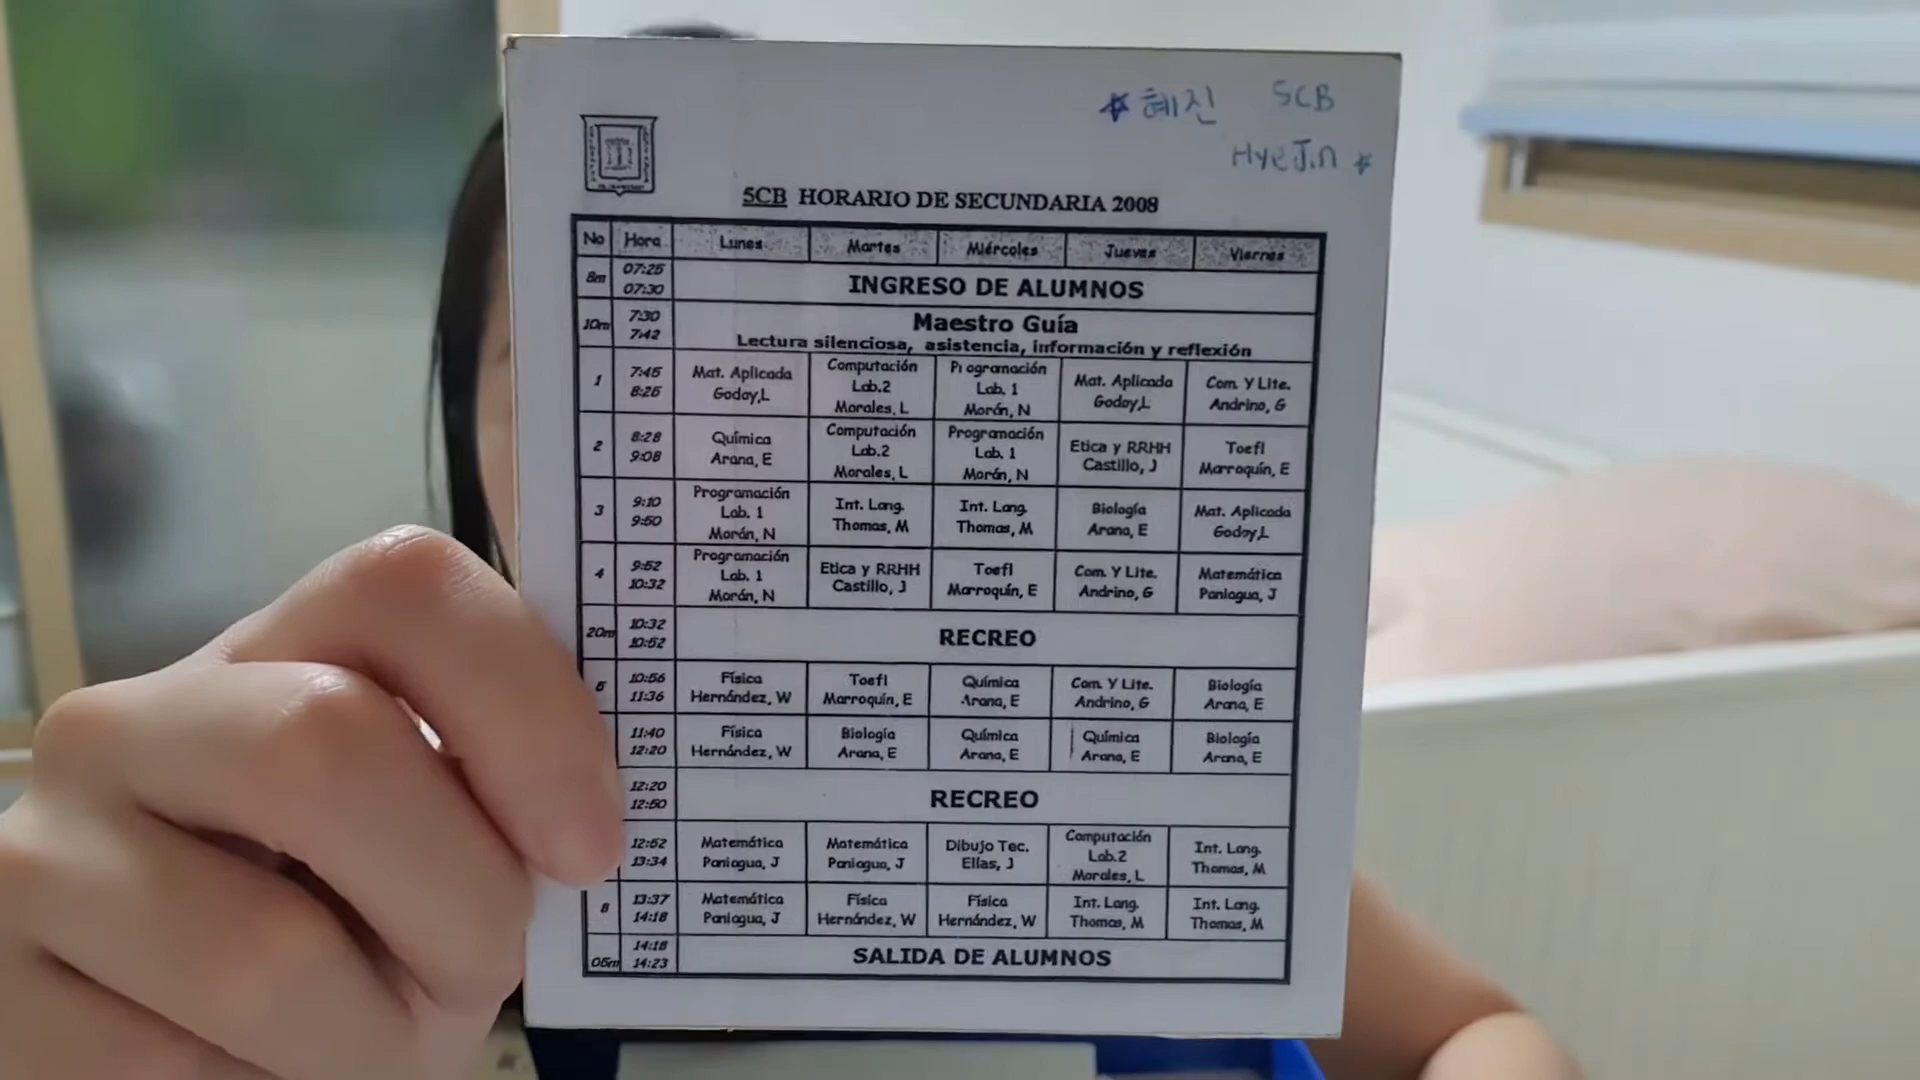 ☆ 혜진 5CB
HyeJin ☆
5CB HORARIO DE SECUNDARIA 2008
No Hora Lunes Martes Miércoles Jueves Viernes
8m 07:25 07:30 INGRESO DE ALUMNOS
10m 7:30 7:42 Maestro Guía
Lectura silenciosa, asistencia, información y reflexión
1 7:45 8:25 Mat. Aplicada Godoy,L Computación Lab.2 Morales, L Programación Lab. 1 Morán, N Mat. Aplicada Godoy,L Com. Y Lite. Andrino, G
2 8:28 9:08 Química Arana, E Computación Lab.2 Morales, L Programación Lab. 1 Morán, N Etica y RRHH Castillo, J Toefl Marroquín, E
3 9:10 9:50 Programación Lab. 1 Morán, N Int. Lang. Thomas, M Int. Lang. Thomas, M Biología Arana, E Mat. Aplicada Godoy,L
4 9:52 10:32 Programación Lab. 1 Morán, N Etica y RRHH Castillo, J Toefl Marroquín, E Com. Y Lite. Andrino, G Matemática Paniagua, J
20m 10:32 10:52 RECREO
5 10:56 11:36 Física Hernández, W Toefl Marroquín, E Química Arana, E Com. Y Lite. Andrino, G Biología Arana, E
11:40 12:20 Física Hernández, W Biología Arana, E Química Arana, E Química Arana, E Biología Arana, E
12:20 12:50 RECREO
12:52 13:34 Matemática Paniagua, J Matemática Paniagua, J Dibujo Tec. Elías, J Computación Lab.2 Morales, L Int. Lang. Thomas, M
8 13:37 14:18 Matemática Paniagua, J Física Hernández, W Física Hernández, W Int. Lang. Thomas, M Int. Lang. Thomas, M
05m 14:18 14:23 SALIDA DE ALUMNOS